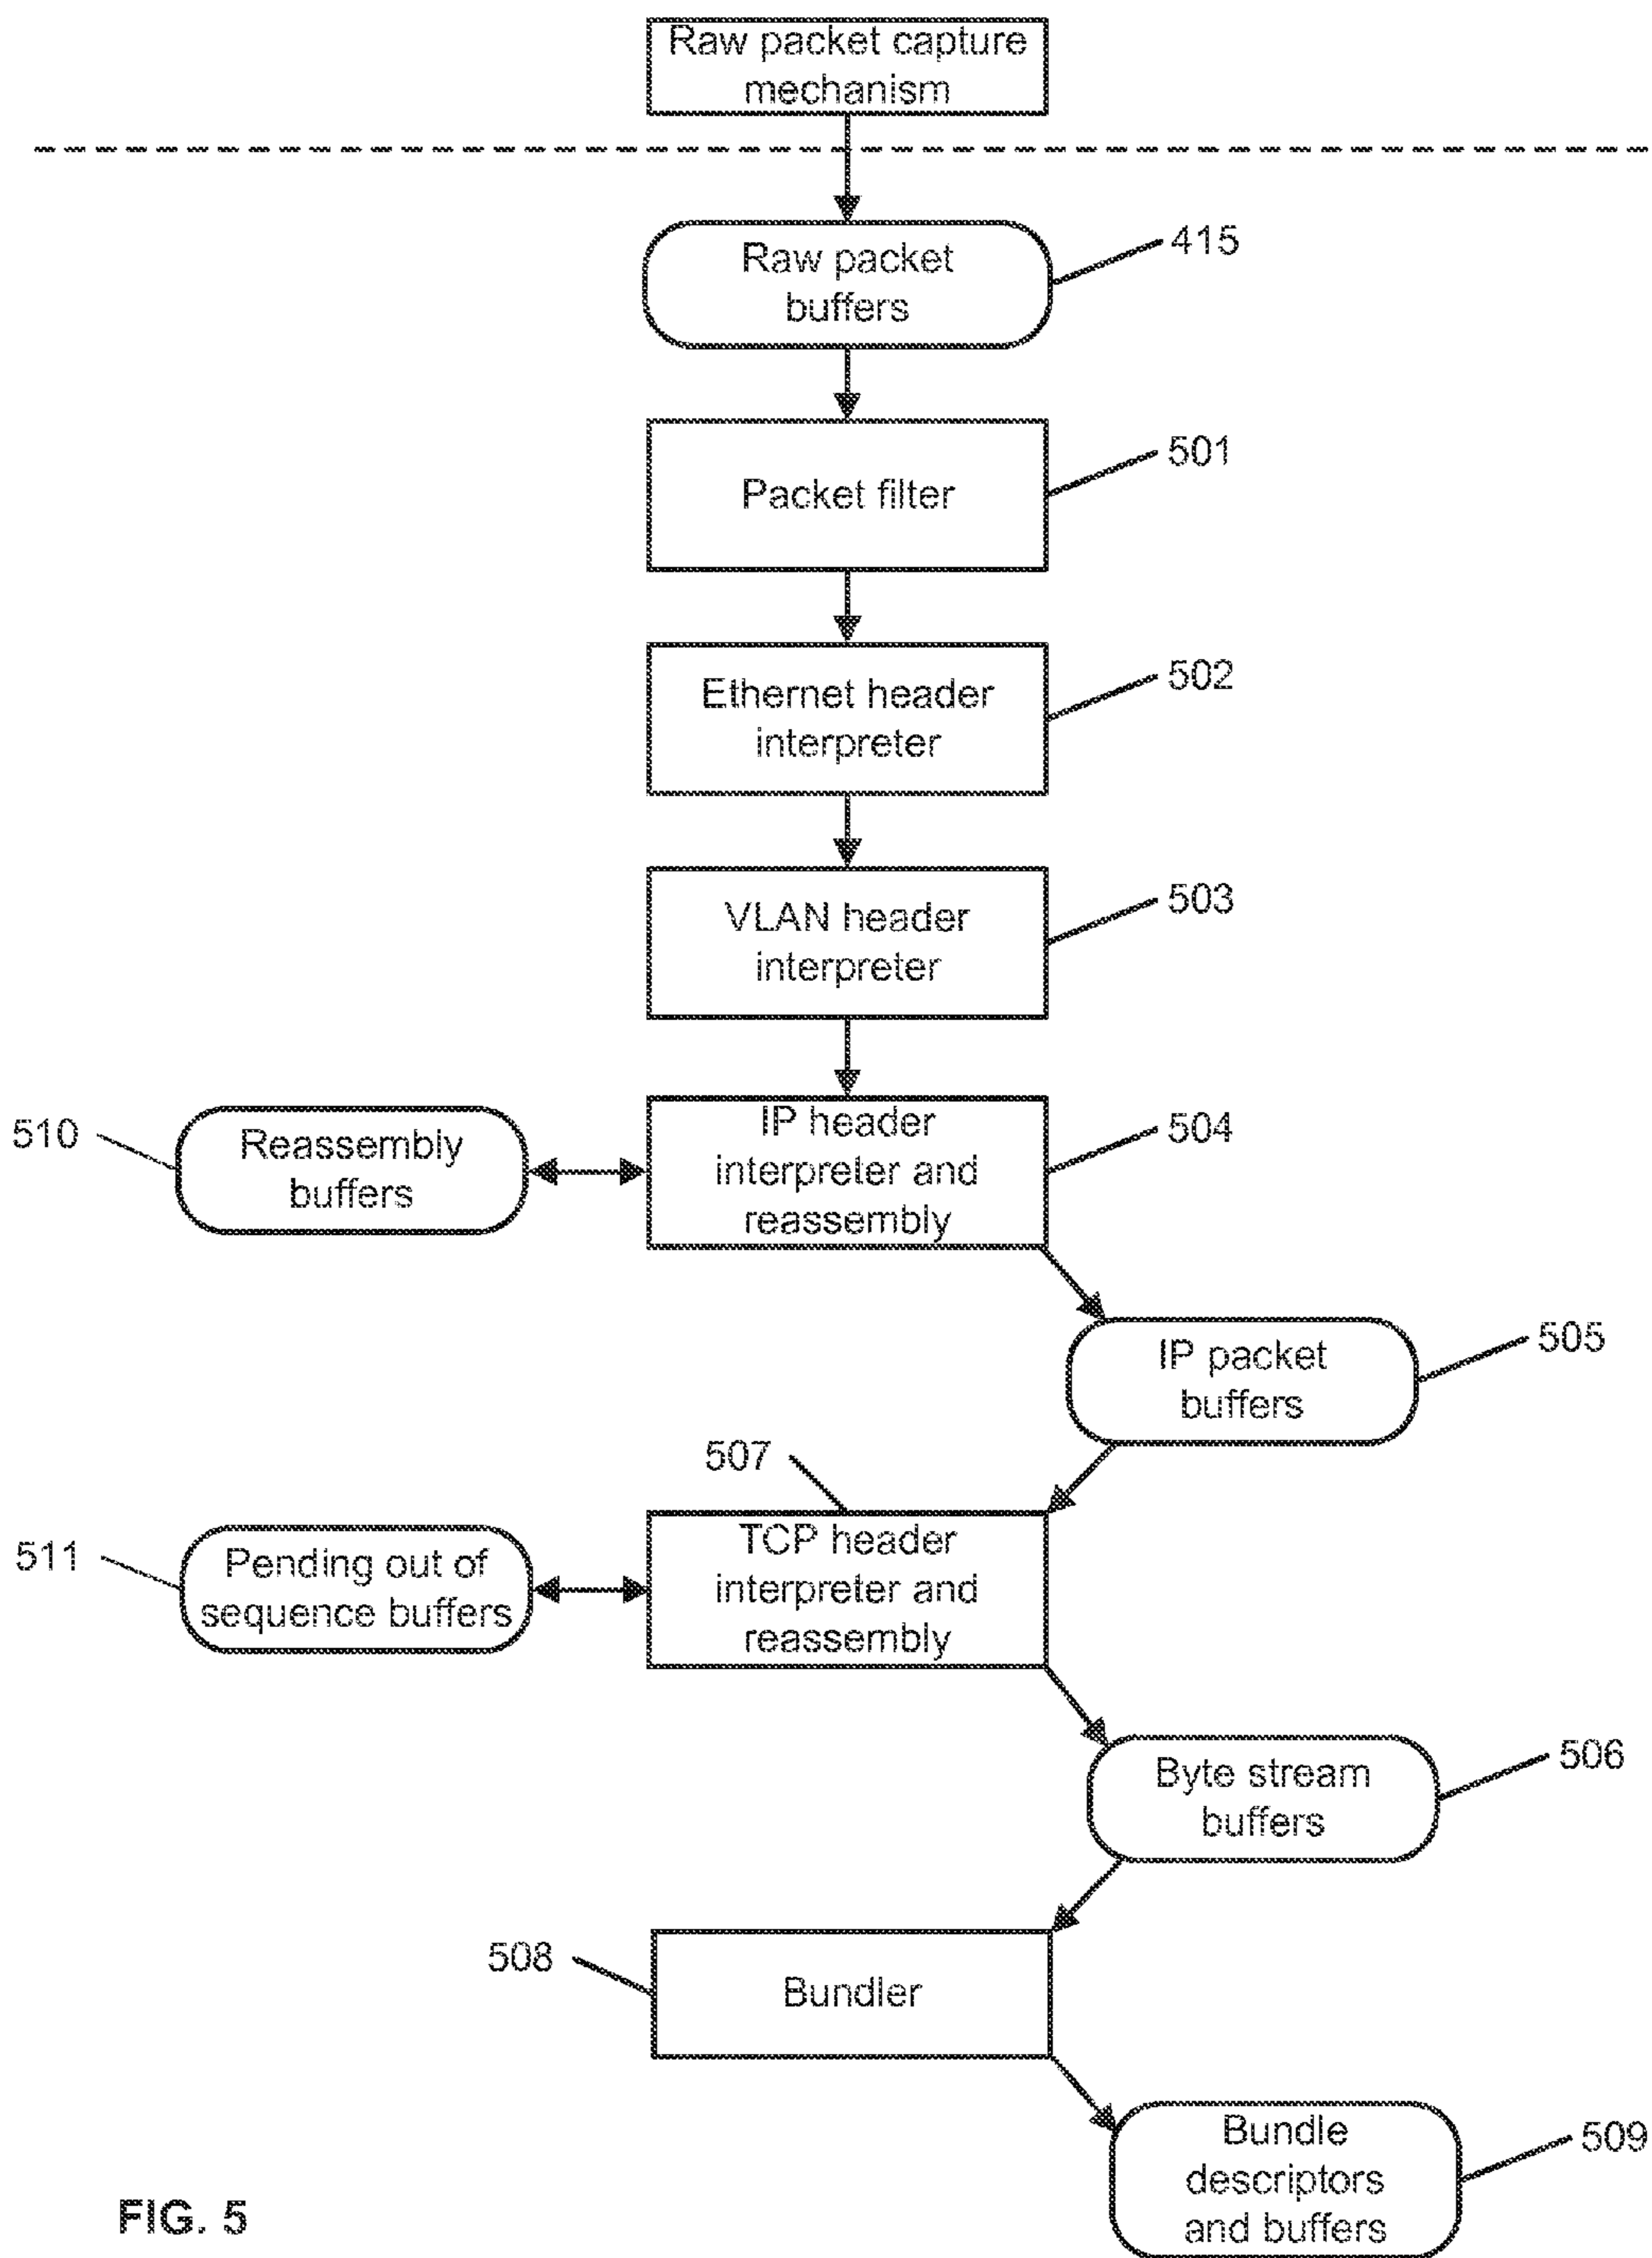 Raw packet capture
mechanism
Raw packet
buffers
415
Packet filter
501
Ethernet header
interpreter
502
VLAN header
interpreter
503
510
Reassembly
buffers
IP header
interpreter and
reassembly
504
IP packet
buffers
505
507
511
Pending out of
sequence buffers
TCP header
interpreter and
reassembly
Byte stream
buffers
506
508
Bundler
Bundle
descriptors
and buffers
509
FIG. 5